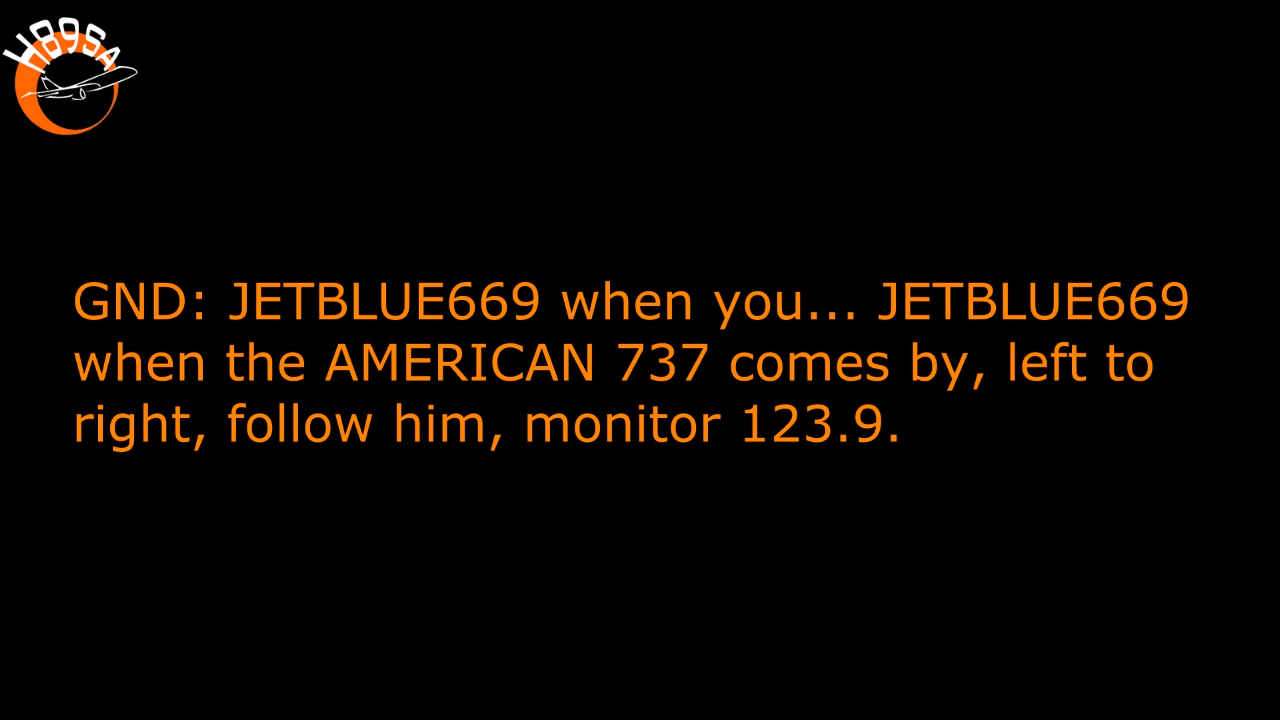 H89SA
GND: JETBLUE669 when you... JETBLUE669
when the AMERICAN 737 comes by, left to
right, follow him, monitor 123.9.